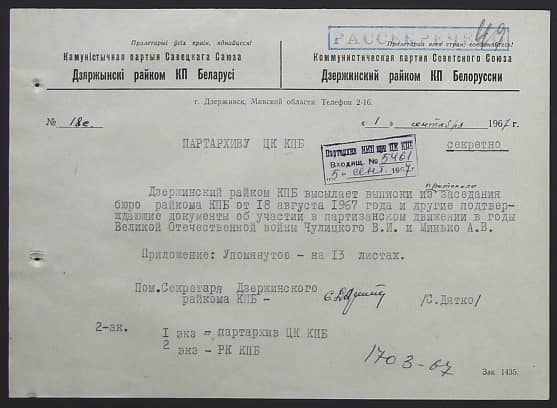 Пралетарыі ўсіх краін, яднайцеся!
Камуністычная партыя Савецкага Саюза
Дзяржынскі райком КП Беларусі
РАССЕКРЕЧЕНО
49
Пролетарии всех стран, соединяйтесь!
Коммунистическая партия Советского Союза
Дзержинский райком КП Белоруссии
г. Дзержинск, Минской области. Телефон 2-16.
№ 18с
« 1 » сентября 1967 г.
ПАРТАРХИВУ ЦК КПБ
секретно
Партархив ИИП при ЦК КПБ
Входящ. № 5461
"5" сент. 1967 г.
Дзержинский райком КПБ высылает выписки из протокола заседания
бюро райкома КПБ от 18 августа 1967 года и другие подтвер-
ждающие документы об участии в партизанском движении в годы
Великой Отечественной войны Чулицкого В.И. и Минько А.В.
Приложение: Упомянутое - на 13 листах.
Пом.Секретаря Дзержинского
райкома КПБ -
/С.Дятко/
2-ак.
I экз = партархив ЦК КПБ
2 экз - РК КПБ
1703-67
Зак. 1435.